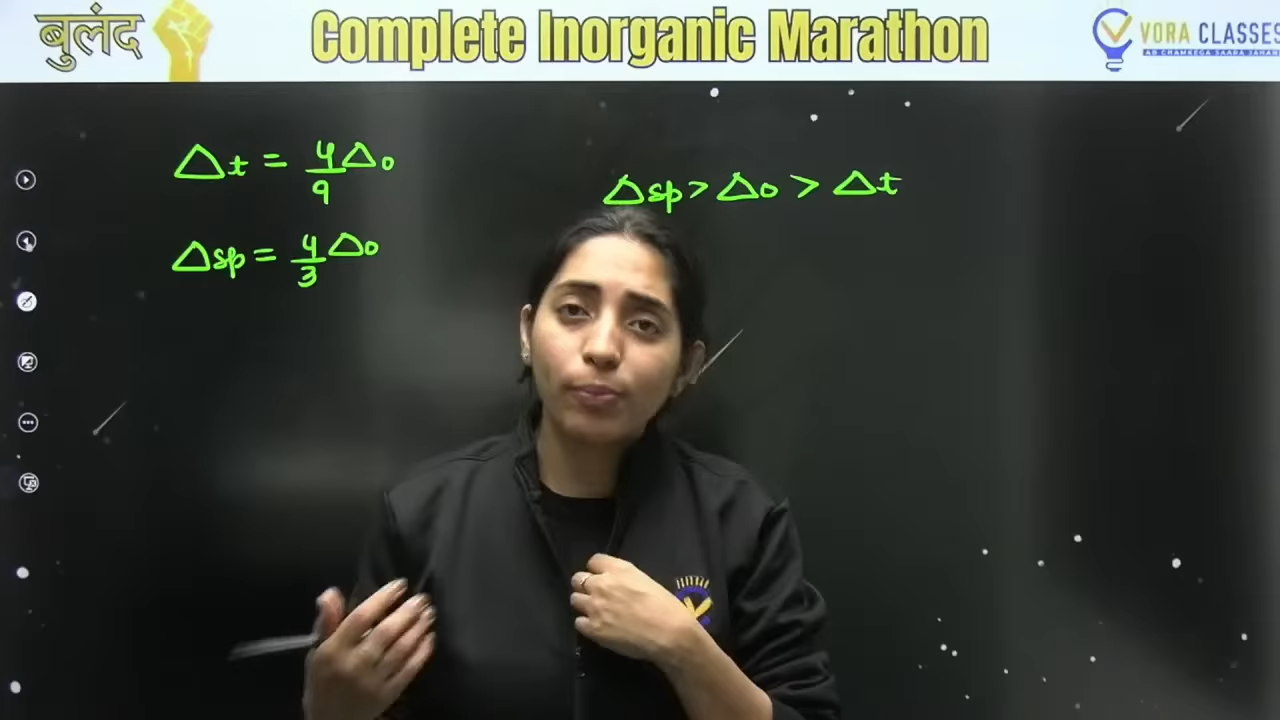 बुलंद
Complete Inorganic Marathon
VORA CLASSES
AB CHAMKEGA SAARA JAHAN
Δt = 4/9 Δo
Δsp > Δo > Δt
Δsp = 4/3 Δo